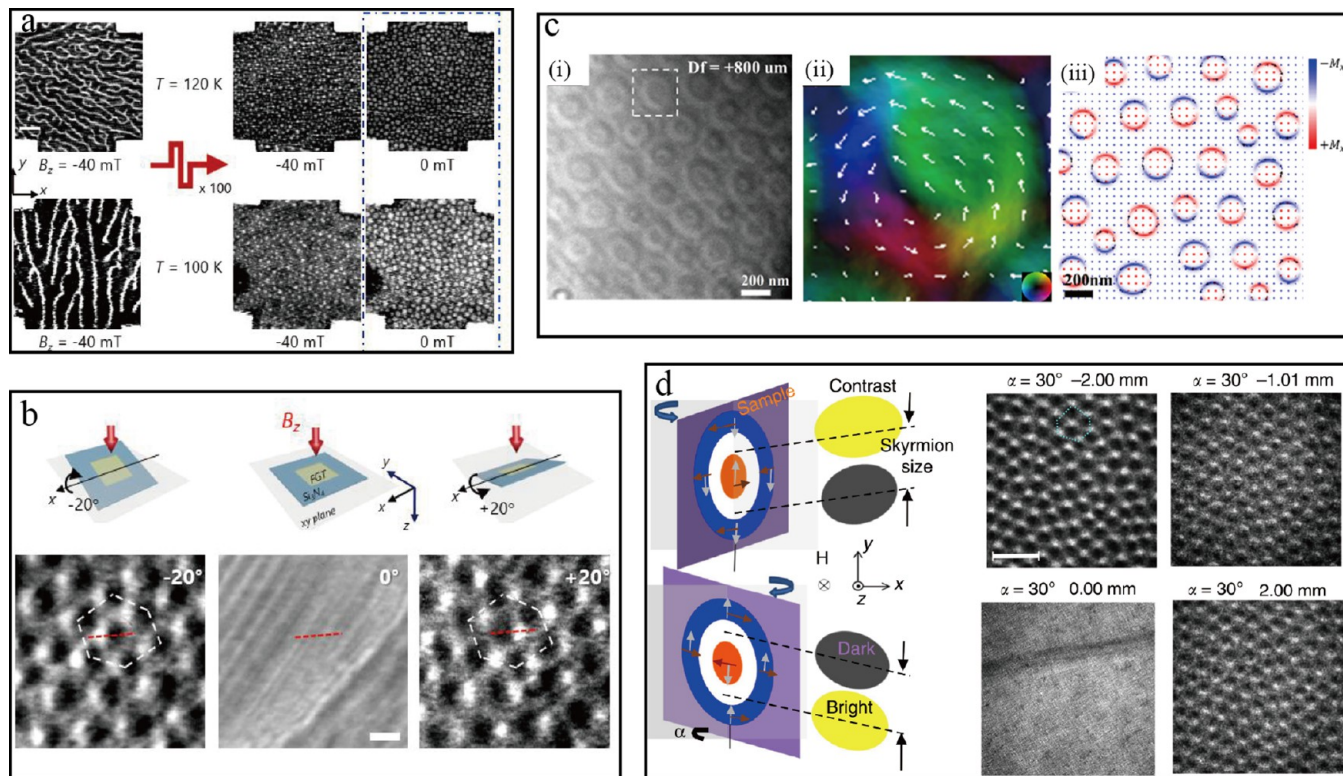 a
T = 120 K
B_z = -40 mT
-40 mT
0 mT
y
x
x 100
T = 100 K
B_z = -40 mT
-40 mT
0 mT
b
B_z
x
-20°
FGT
Si₃N₄
xy plane
y
x
z
x
+20°
-20°
0°
+20°
c
(i)
Df = +800 um
200 nm
(ii)
(iii)
200nm
d
Sample
Contrast
Skyrmion
size
H
y
x
z
Dark
Bright
α
α = 30° -2.00 mm
α = 30° -1.01 mm
α = 30° 0.00 mm
α = 30° 2.00 mm